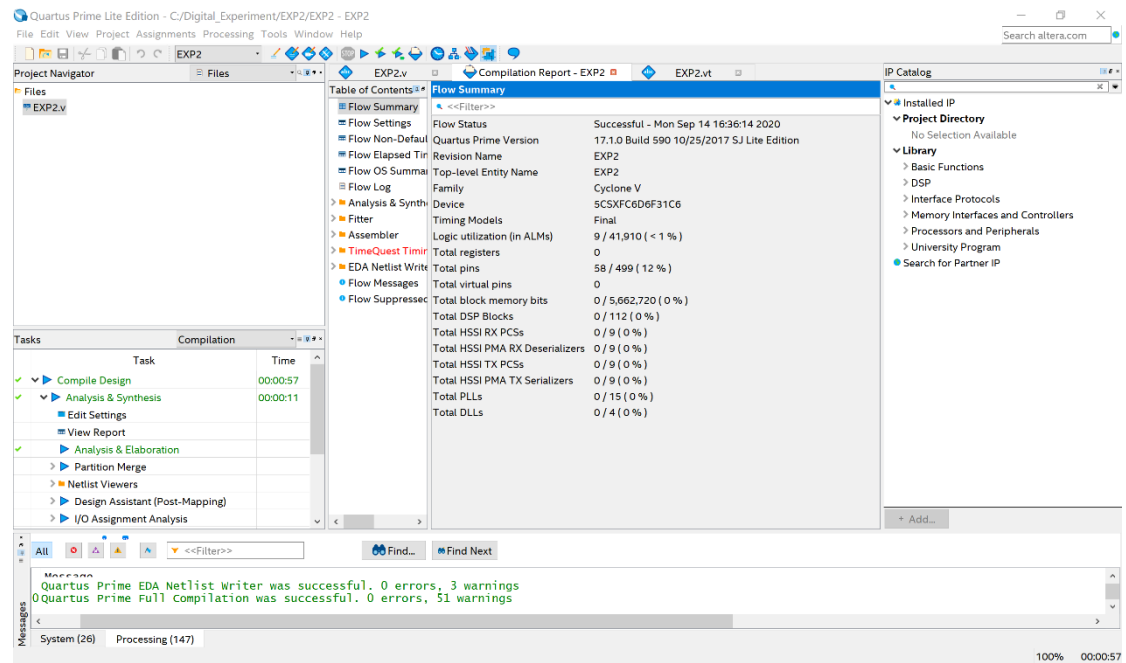 Quartus Prime Lite Edition - C:/Digital_Experiment/EXP2/EXP2 - EXP2
File Edit View Project Assignments Processing Tools Window Help
Search altera.com
EXP2
Project Navigator
Files
EXP2.v
Compilation Report - EXP2
EXP2.vt
IP Catalog
Files
EXP2.v
Table of Contents
Flow Summary
Flow Settings
Flow Non-Defaul
Flow Elapsed Tir
Flow OS Summai
Flow Log
Analysis & Synth
Fitter
Assembler
TimeQuest Timir
EDA Netlist Write
Flow Messages
Flow Suppressec
Flow Summary
<<Filter>>
Flow Status Successful - Mon Sep 14 16:36:14 2020
Quartus Prime Version 17.1.0 Build 590 10/25/2017 SJ Lite Edition
Revision Name EXP2
Top-level Entity Name EXP2
Family Cyclone V
Device 5CSXFC6D6F31C6
Timing Models Final
Logic utilization (in ALMs) 9 / 41,910 ( < 1 % )
Total registers 0
Total pins 58 / 499 ( 12 % )
Total virtual pins 0
Total block memory bits 0 / 5,662,720 ( 0 % )
Total DSP Blocks 0 / 112 ( 0 % )
Total HSSI RX PCSs 0 / 9 ( 0 % )
Total HSSI PMA RX Deserializers 0 / 9 ( 0 % )
Total HSSI TX PCSs 0 / 9 ( 0 % )
Total HSSI PMA TX Serializers 0 / 9 ( 0 % )
Total PLLs 0 / 15 ( 0 % )
Total DLLs 0 / 4 ( 0 % )
Installed IP
Project Directory
No Selection Available
Library
Basic Functions
DSP
Interface Protocols
Memory Interfaces and Controllers
Processors and Peripherals
University Program
Search for Partner IP
+ Add...
Tasks
Compilation
Task Time
Compile Design 00:00:57
Analysis & Synthesis 00:00:11
Edit Settings
View Report
Analysis & Elaboration
Partition Merge
Netlist Viewers
Design Assistant (Post-Mapping)
I/O Assignment Analysis
All
<<Filter>>
Find...
Find Next
Message
Quartus Prime EDA Netlist Writer was successful. 0 errors, 3 warnings
0Quartus Prime Full Compilation was successful. 0 errors, 51 warnings
Messages
System (26)
Processing (147)
100% 00:00:57